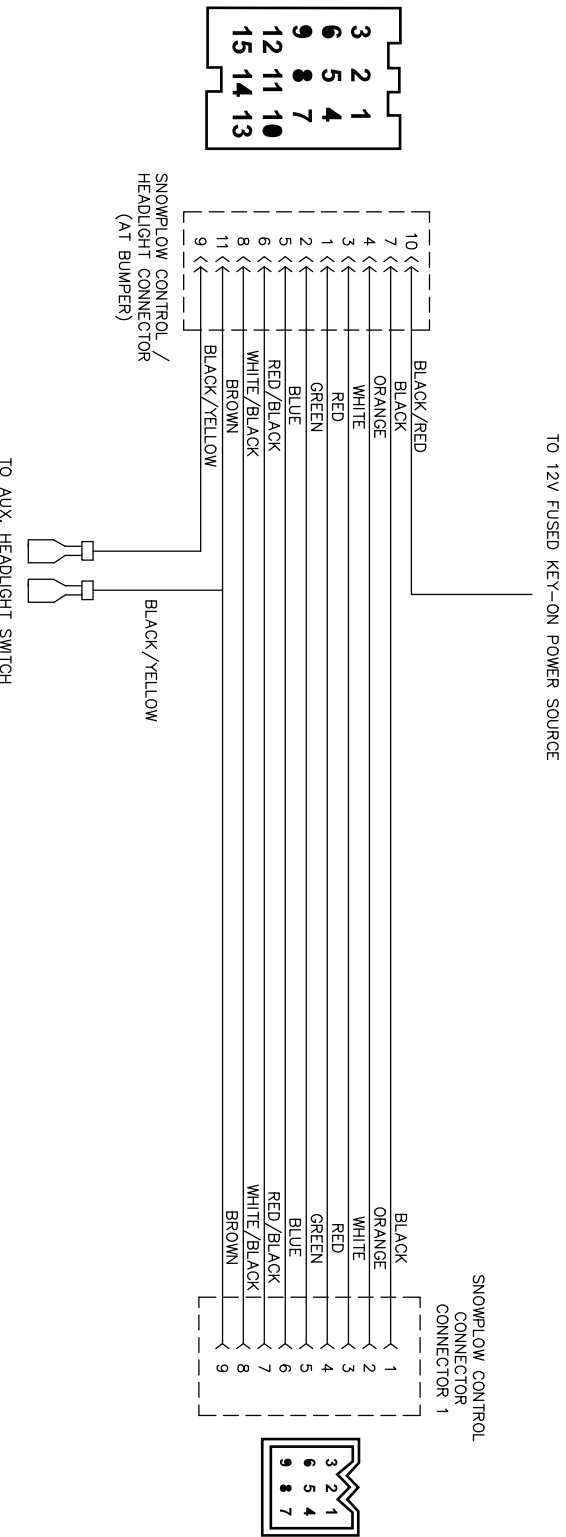 TO 12V FUSED KEY-ON POWER SOURCE
3 2 1
6 5 4
9 8 7
12 11 10
15 14 13
10
7
4
3
1
2
5
6
8
11
9
SNOWPLOW CONTROL /
HEADLIGHT CONNECTOR
(AT BUMPER)
BLACK/RED
BLACK
ORANGE
WHITE
RED
GREEN
BLUE
RED/BLACK
WHITE/BLACK
BROWN
BLACK/YELLOW
BLACK/YELLOW
TO AUX. HEADLIGHT SWITCH
BLACK
ORANGE
WHITE
RED
GREEN
BLUE
RED/BLACK
WHITE/BLACK
BROWN
SNOWPLOW CONTROL
CONNECTOR
CONNECTOR 1
1
2
3
4
5
6
7
8
9
3 2 1
6 5 4
9 8 7